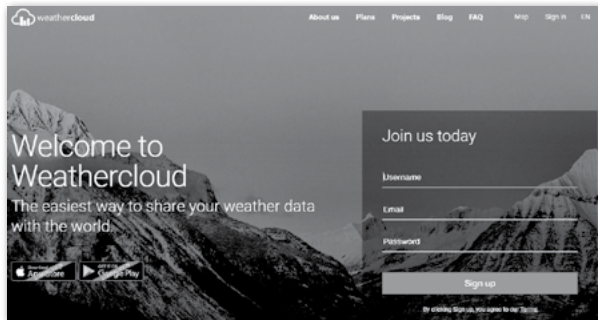 weathercloud
About us Plans Projects Blog FAQ Map Sign in EN
Welcome to
Weathercloud
The easiest way to share your weather data
with the world.
Join us today
Username
Email
Password
App Store
Google Play
Sign up
By clicking Sign up, you agree to our Terms.